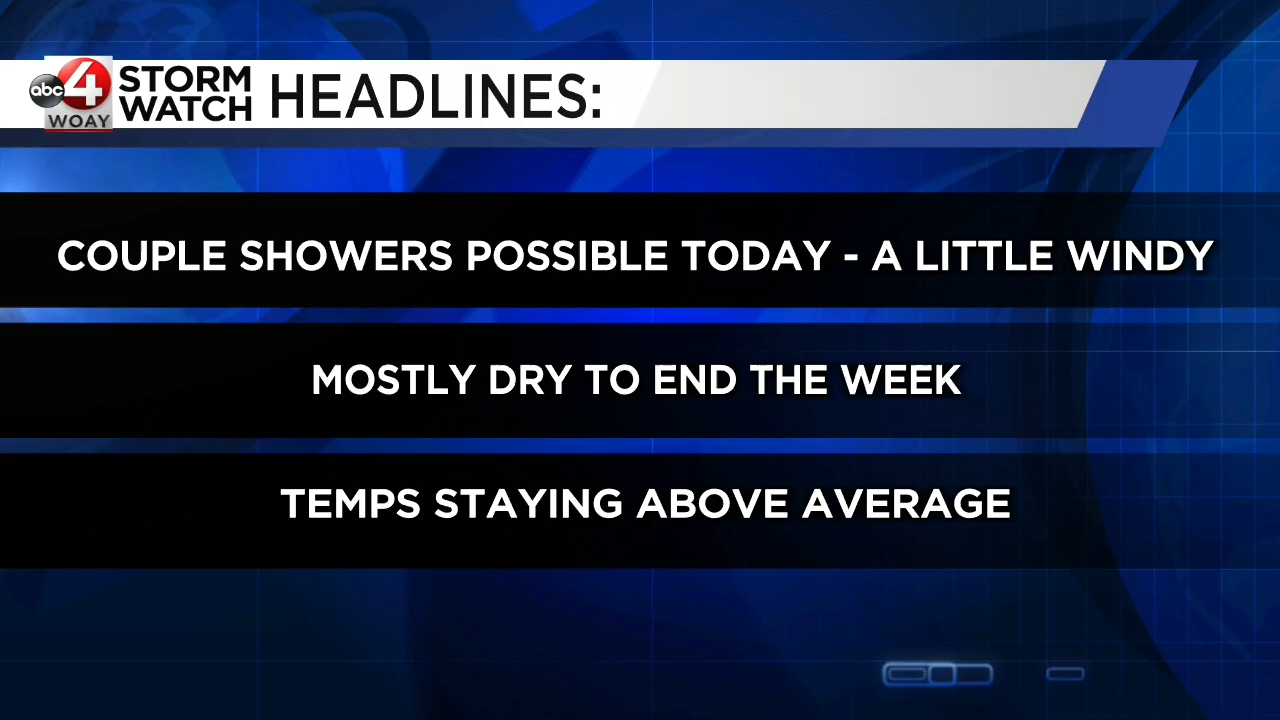 abc 4
WOAY
STORM
WATCH
HEADLINES:
COUPLE SHOWERS POSSIBLE TODAY - A LITTLE WINDY
MOSTLY DRY TO END THE WEEK
TEMPS STAYING ABOVE AVERAGE